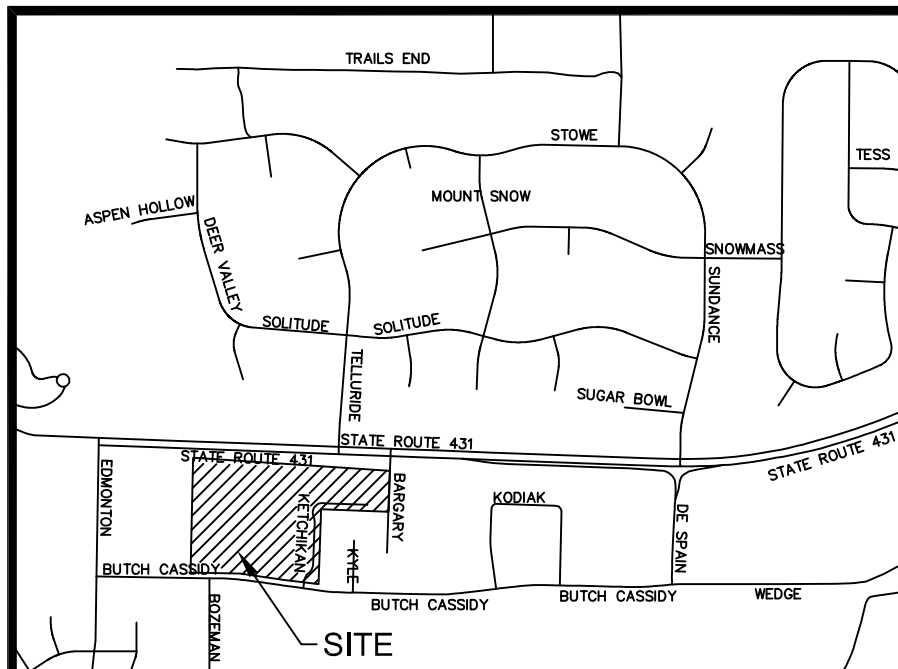 TRAILS END
STOWE
TESS
MOUNT SNOW
ASPEN HOLLOW
DEER VALLEY
SNOWMASS
SUNDANCE
SOLITUDE
SOLITUDE
TELLURIDE
SUGAR BOWL
STATE ROUTE 431
STATE ROUTE 431
STATE ROUTE 431
EDMONTON
BARGARY
KETCHIKAN
KODIAK
DE SPAIN
KYLE
BUTCH CASSIDY
BUTCH CASSIDY
BUTCH CASSIDY
WEDGE
BOZEMAN
SITE